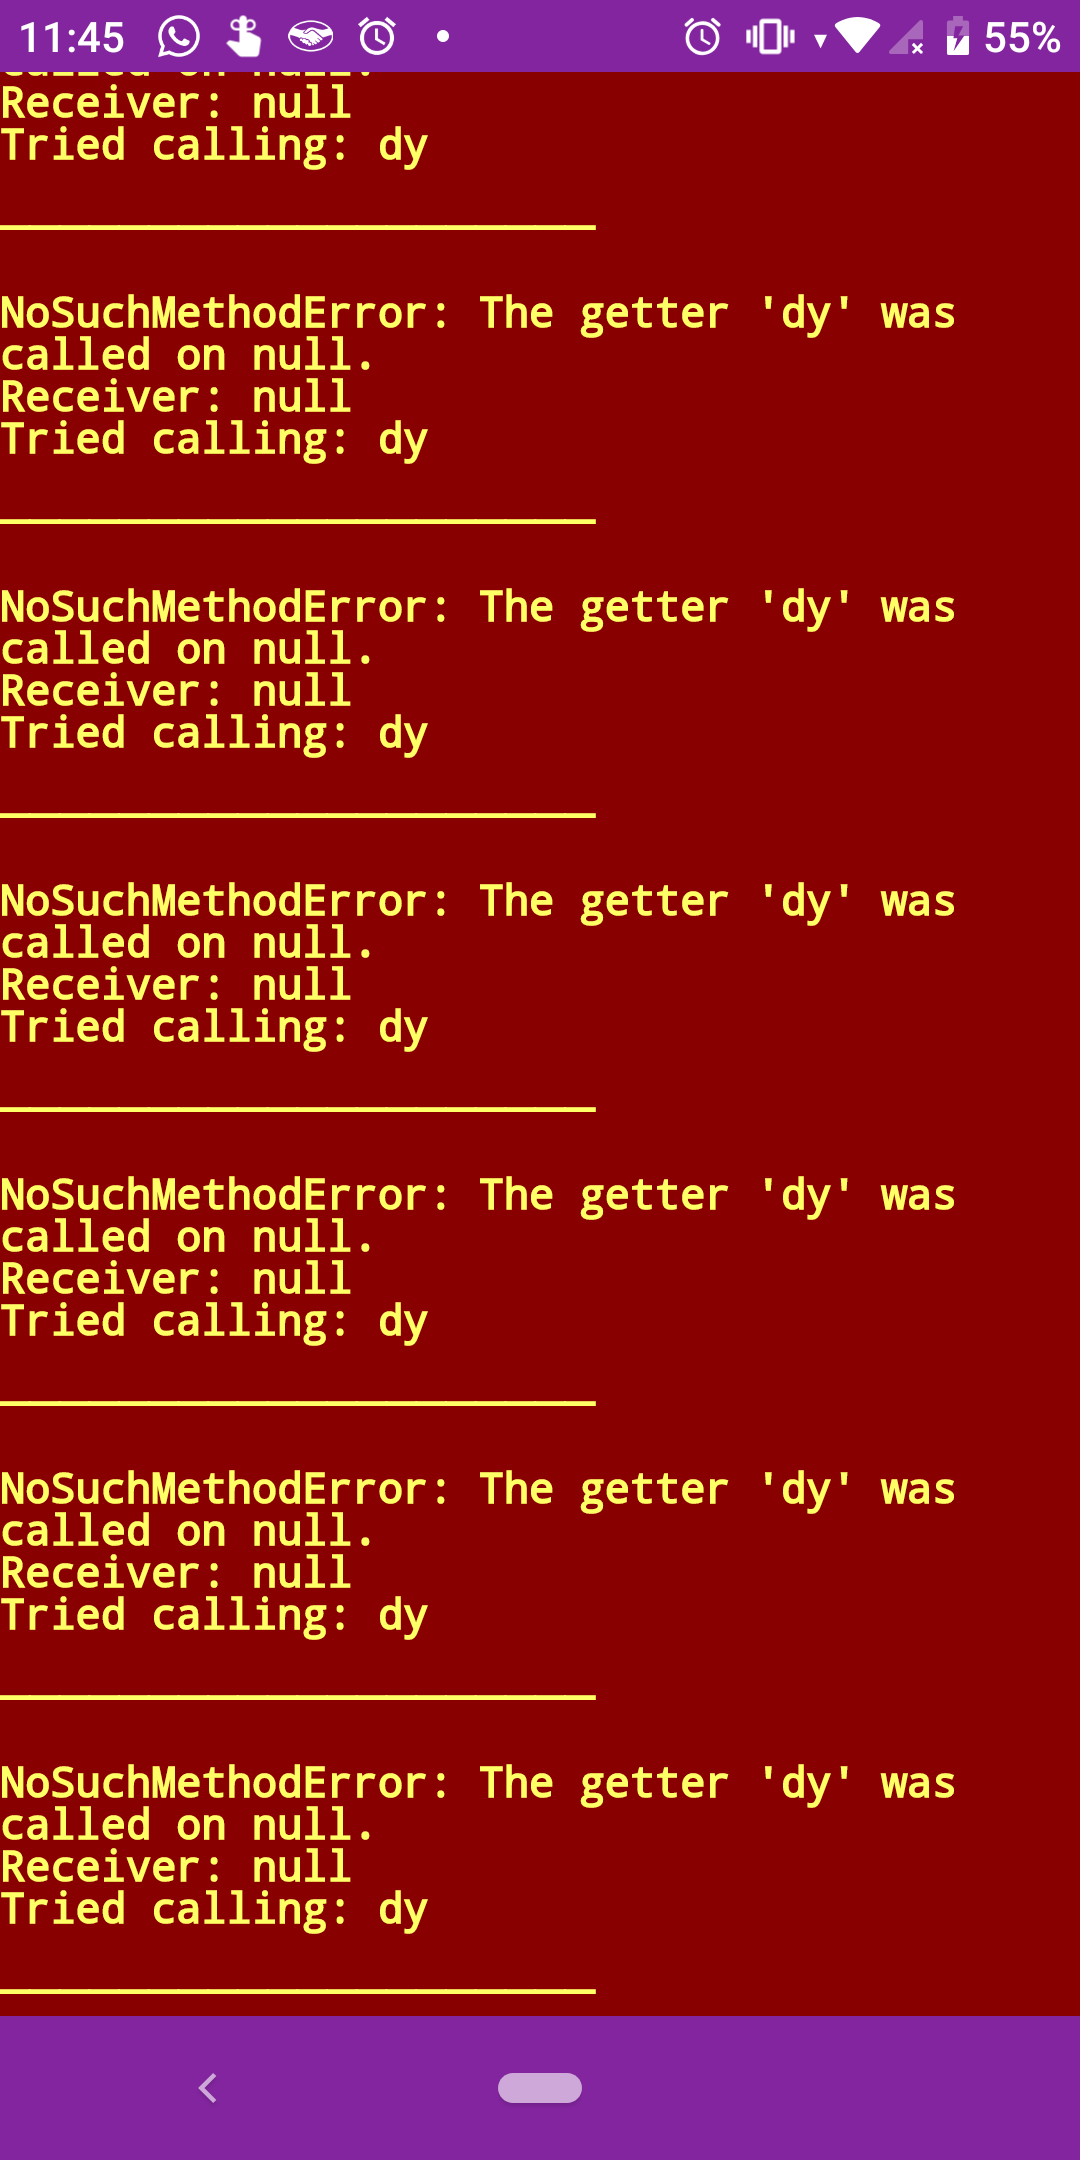 11:45 55%
called on null.
Receiver: null
Tried calling: dy
NoSuchMethodError: The getter 'dy' was
called on null.
Receiver: null
Tried calling: dy
NoSuchMethodError: The getter 'dy' was
called on null.
Receiver: null
Tried calling: dy
NoSuchMethodError: The getter 'dy' was
called on null.
Receiver: null
Tried calling: dy
NoSuchMethodError: The getter 'dy' was
called on null.
Receiver: null
Tried calling: dy
NoSuchMethodError: The getter 'dy' was
called on null.
Receiver: null
Tried calling: dy
NoSuchMethodError: The getter 'dy' was
called on null.
Receiver: null
Tried calling: dy